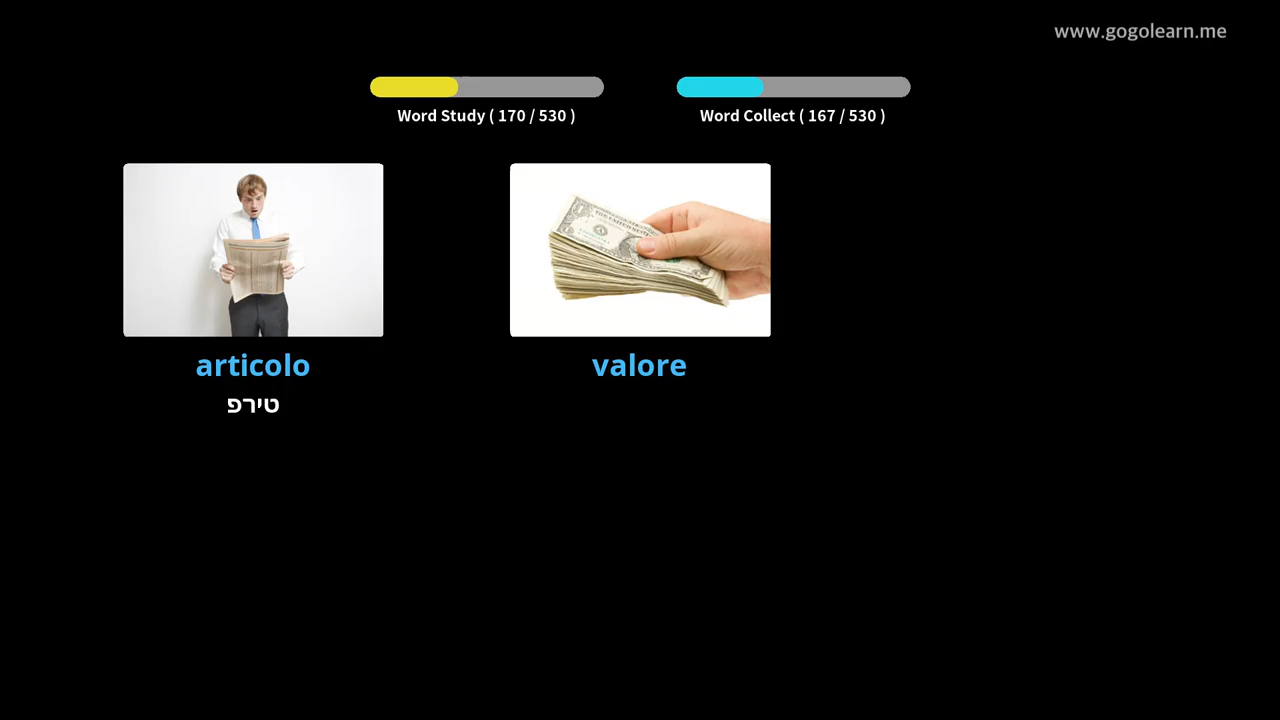 www.gogolearn.me
Word Study ( 170 / 530 )
Word Collect ( 167 / 530 )
articolo
valore
טירפ